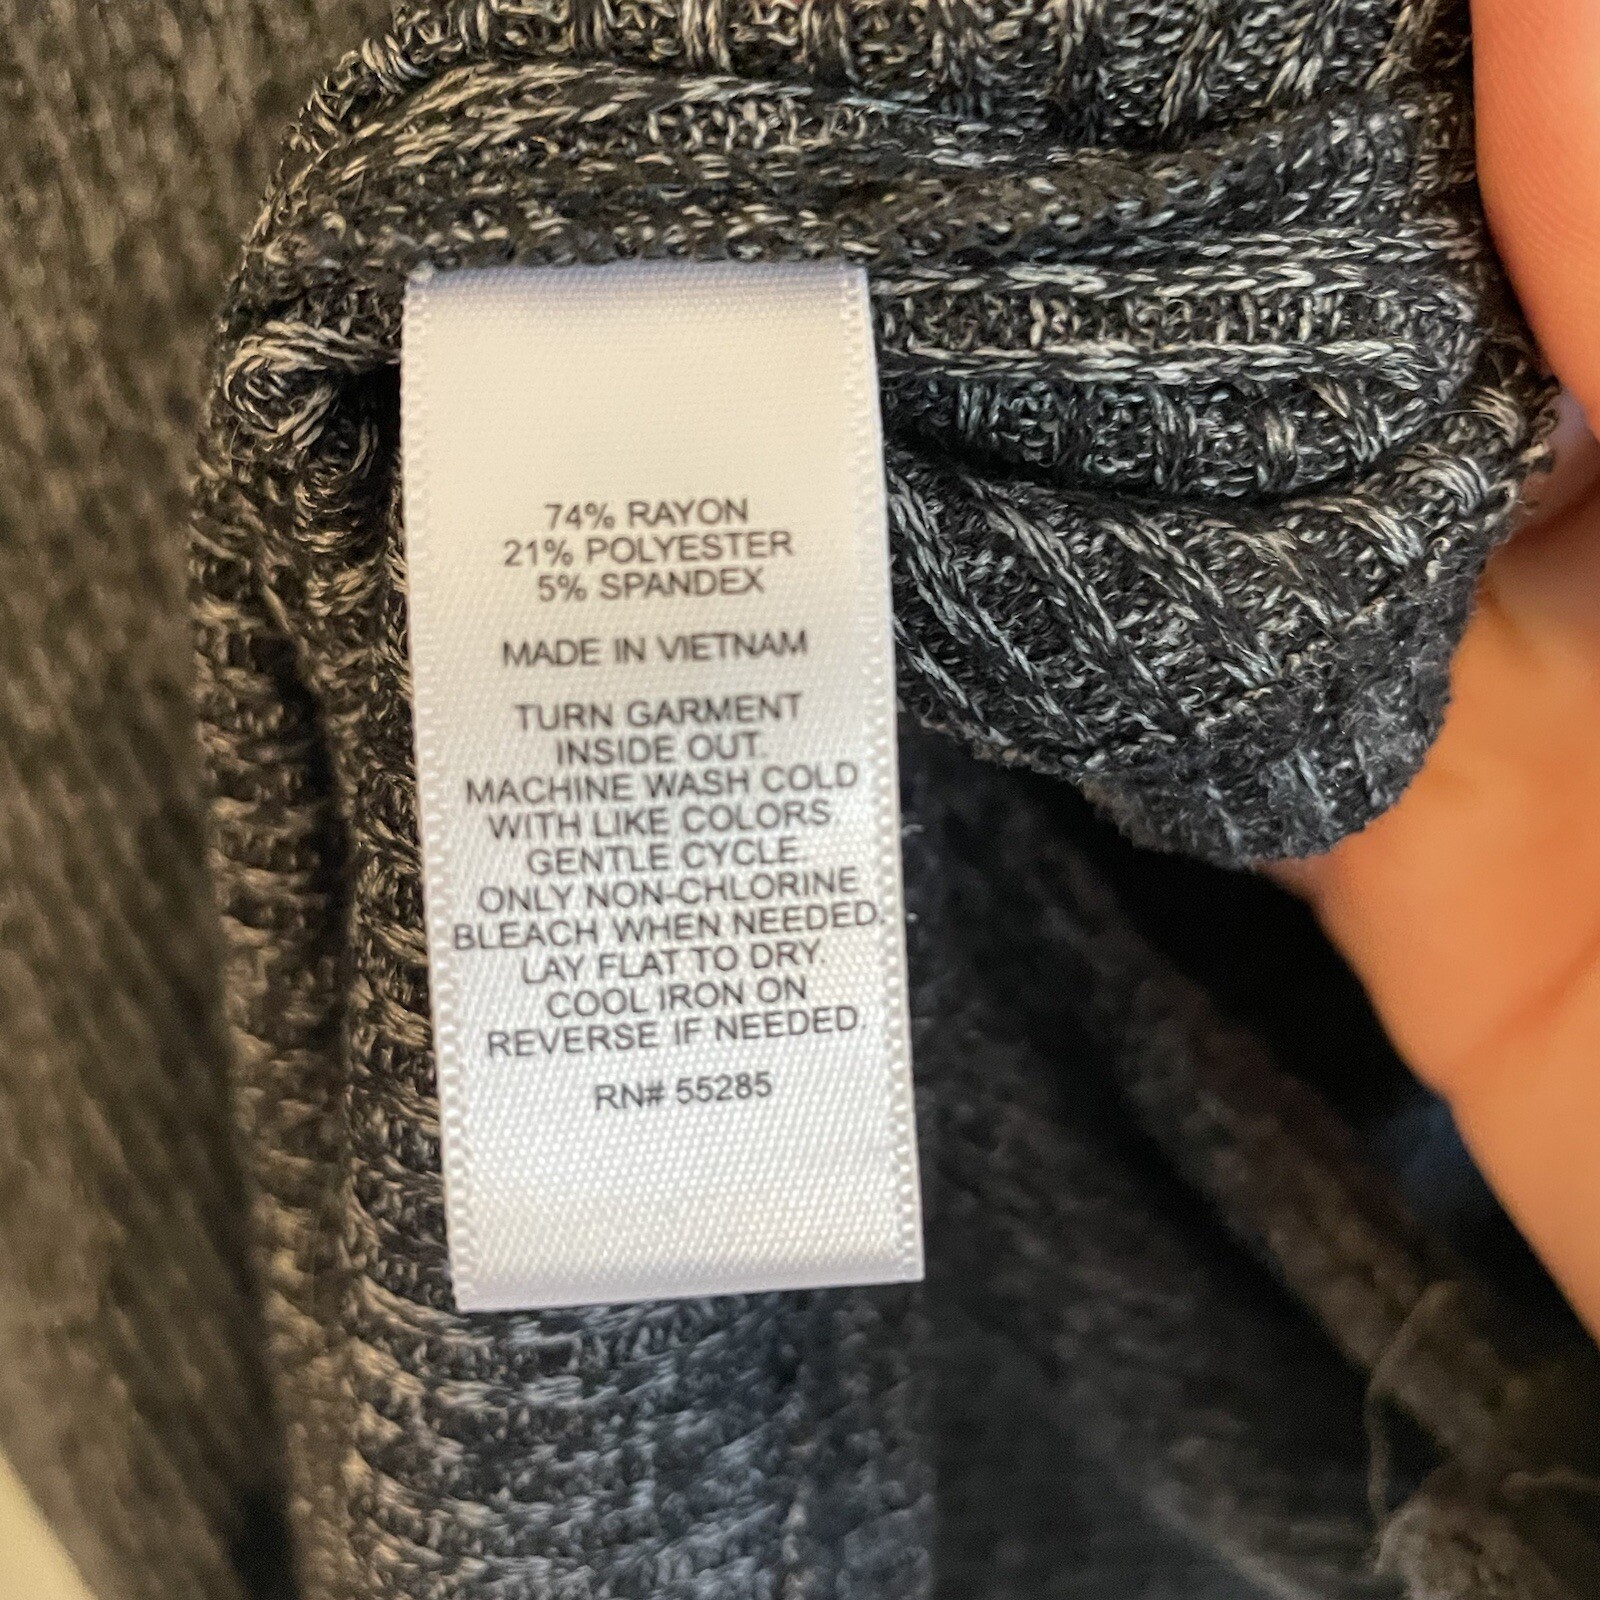 74% RAYON
21% POLYESTER
5% SPANDEX
MADE IN VIETNAM
TURN GARMENT
INSIDE OUT.
MACHINE WASH COLD
WITH LIKE COLORS
GENTLE CYCLE.
ONLY NON-CHLORINE
BLEACH WHEN NEEDED.
LAY FLAT TO DRY.
COOL IRON ON
REVERSE IF NEEDED.
RN# 55285